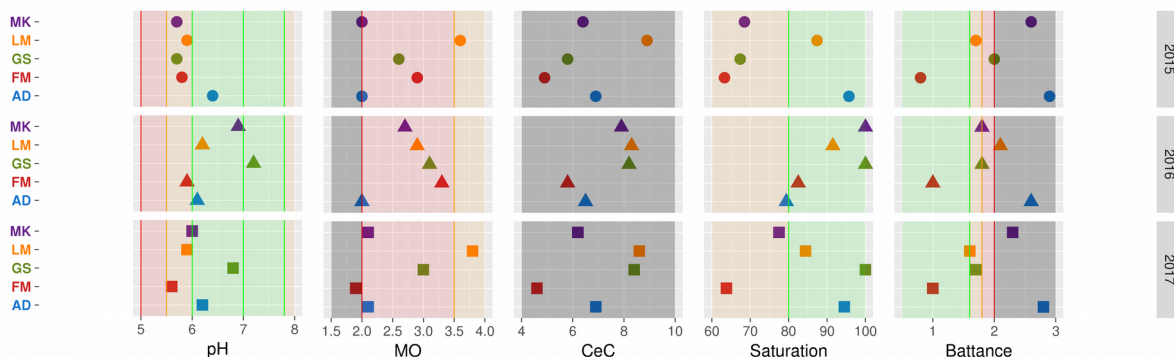 MK
LM
GS
FM
AD
2015
MK
LM
GS
FM
AD
2016
MK
LM
GS
FM
AD
2017
5 6 7 8 1.5 2.0 2.5 3.0 3.5 4.0 4 6 8 10 60 70 80 90 100 1 2 3
pH MO CeC Saturation Battance